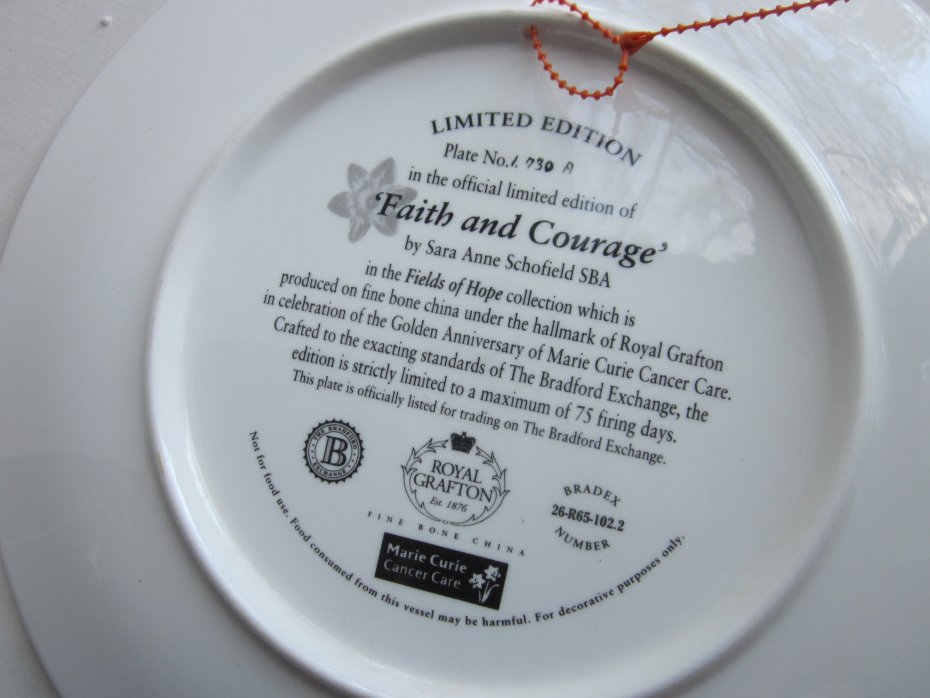 LIMITED EDITION
Plate No. 1. 730 A
in the official limited edition of
'Faith and Courage'
by Sara Anne Schofield SBA
in the Fields of Hope collection which is
produced on fine bone china under the hallmark of Royal Grafton
in celebration of the Golden Anniversary of Marie Curie Cancer Care.
Crafted to the exacting standards of The Bradford Exchange, the
edition is strictly limited to a maximum of 75 firing days.
This plate is officially listed for trading on The Bradford Exchange.
THE BRADFORD
B
EXCHANGE
ROYAL
GRAFTON
Est. 1876
FINE BONE CHINA
BRADEX
26-R65-102.2
NUMBER
Marie Curie
Cancer Care
Not for food use. Food consumed from this vessel may be harmful. For decorative purposes only.